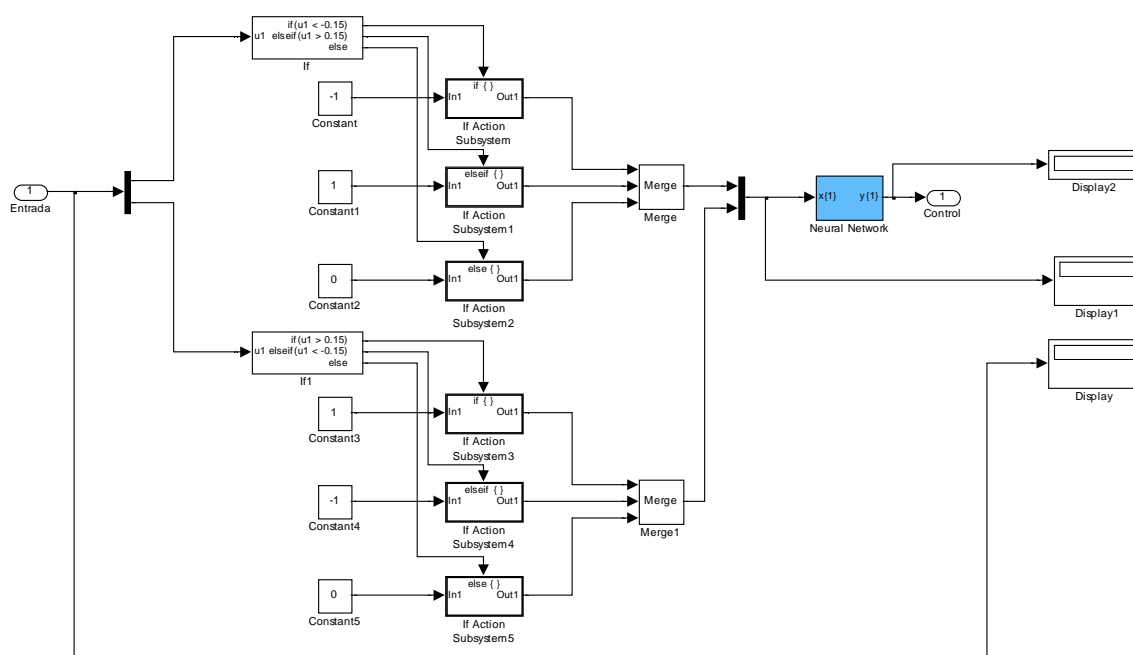 if(u1 < -0.15)
u1 elseif(u1 > 0.15)
else
If
if { }
In1 Out1
If Action
Subsystem
-1
Constant
elseif { }
In1 Out1
If Action
Subsystem1
1
Constant1
else { }
In1 Out1
If Action
Subsystem2
0
Constant2
1
Entrada
Merge
Merge
x{1} y{1}
Neural Network
1
Control
Display2
Display1
Display
if(u1 > 0.15)
u1 elseif(u1 < -0.15)
else
If1
if { }
In1 Out1
If Action
Subsystem3
1
Constant3
elseif { }
In1 Out1
If Action
Subsystem4
-1
Constant4
Merge
Merge1
else { }
In1 Out1
If Action
Subsystem5
0
Constant5